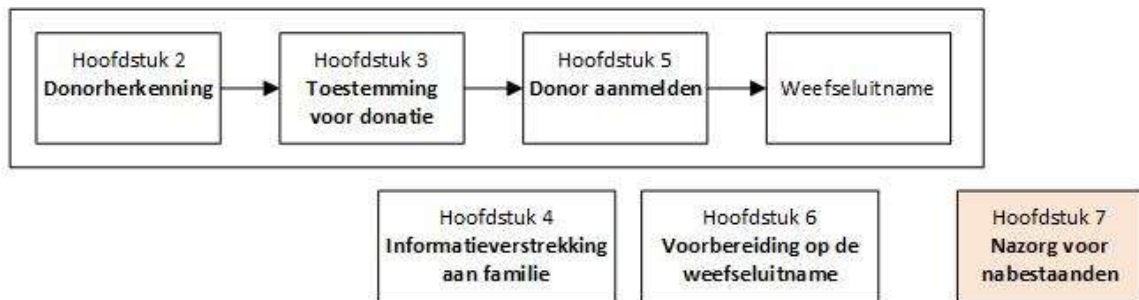 Hoofdstuk 2
Donorherkenning
Hoofdstuk 3
Toestemming
voor donatie
Hoofdstuk 5
Donor aanmelden
Weefseluitname
Hoofdstuk 4
Informatieverstrekking
aan familie
Hoofdstuk 6
Voorbereiding op de
weefseluitname
Hoofdstuk 7
Nazorg voor
nabestaanden